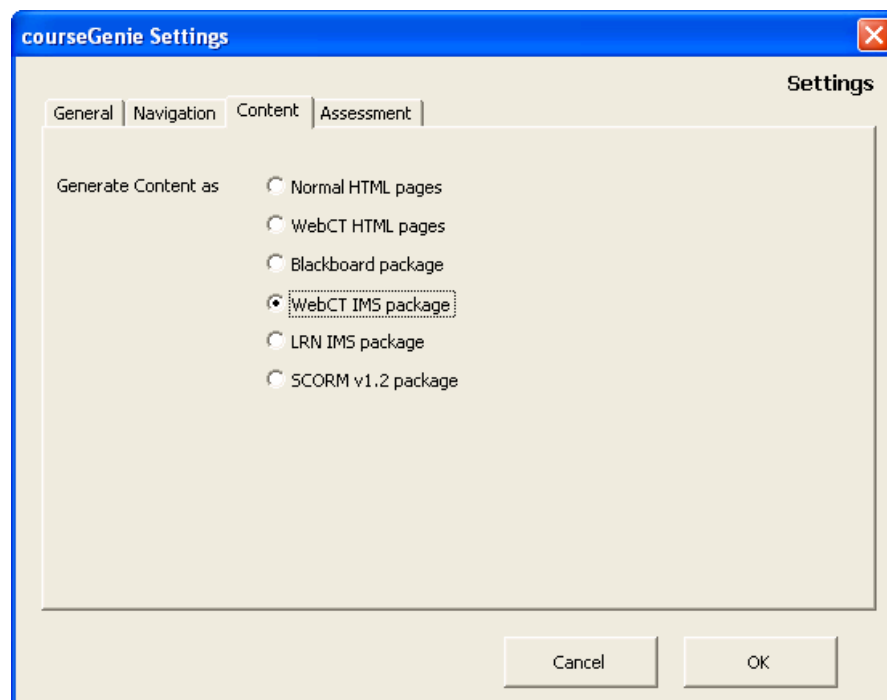 courseGenie Settings
Settings
General Navigation Content Assessment
Generate Content as
Normal HTML pages
WebCT HTML pages
Blackboard package
WebCT IMS package
LRN IMS package
SCORM v1.2 package
Cancel OK